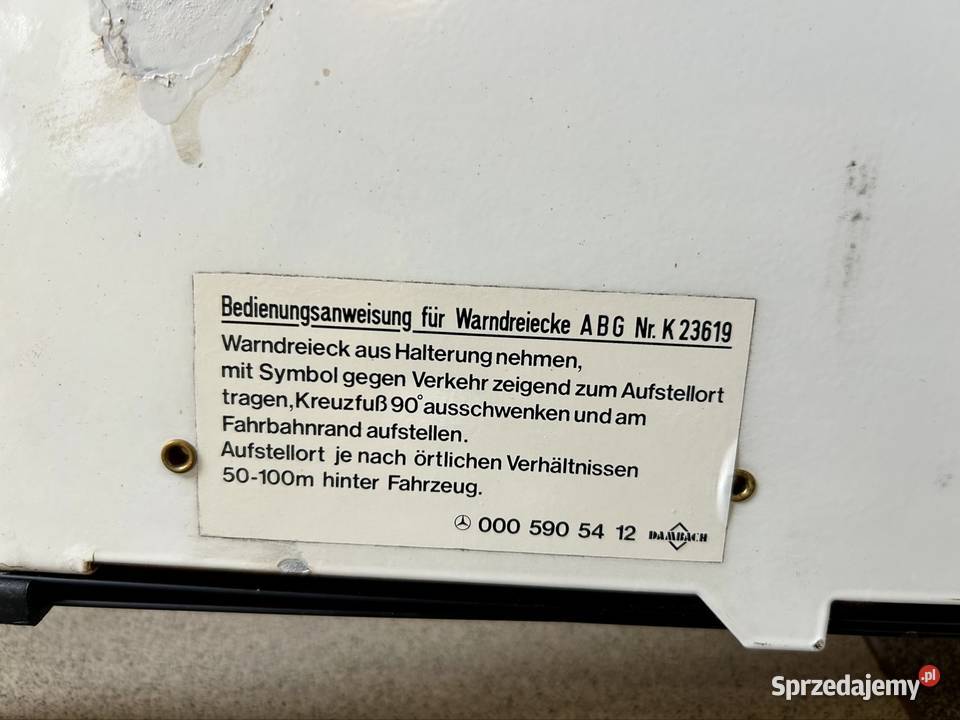 Bedienungsanweisung für Warndreiecke ABG Nr. K 23619
Warndreieck aus Halterung nehmen,
mit Symbol gegen Verkehr zeigend zum Aufstellort
tragen,Kreuzfuß 90° ausschwenken und am
Fahrbahnrand aufstellen.
Aufstellort je nach örtlichen Verhältnissen
50-100m hinter Fahrzeug.
000 590 54 12 DAMBACH
Sprzedajemy.pl